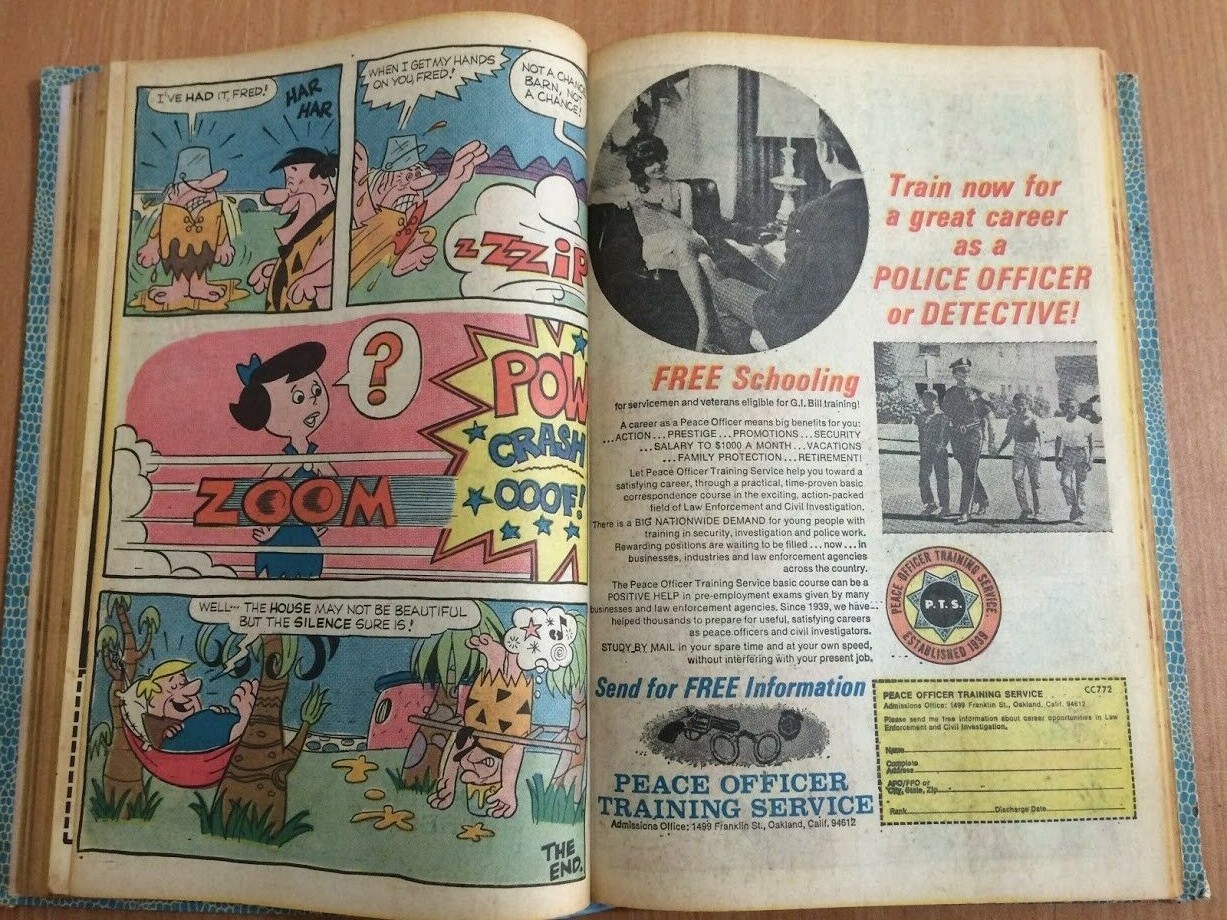 I'VE HAD IT, FRED!
HAR
HAR
WHEN I GET MY HANDS
ON YOU, FRED!
NOT A CHANC
BARN, NOT
A CHANCE!
ZZZZIP
?
ZOOM
POW
CRASH
OOOF!
WELL--- THE HOUSE MAY NOT BE BEAUTIFUL
BUT THE SILENCE SURE IS!
THE
END.
Train now for
a great career
as a
POLICE OFFICER
or DETECTIVE!
FREE Schooling
for servicemen and veterans eligible for G.I. Bill training!
A career as a Peace Officer means big benefits for you:
...ACTION...PRESTIGE...PROMOTIONS...SECURITY
...SALARY TO $1000 A MONTH...VACATIONS
...FAMILY PROTECTION...RETIREMENT!
Let Peace Officer Training Service help you toward a
satisfying career, through a practical, time-proven basic
correspondence course in the exciting, action-packed
field of Law Enforcement and Civil Investigation.
There is a BIG NATIONWIDE DEMAND for young people with
training in security, investigation and police work.
Rewarding positions are waiting to be filled...now...in
businesses, industries and law enforcement agencies
across the country.
The Peace Officer Training Service basic course can be a
POSITIVE HELP in pre-employment exams given by many
businesses and law enforcement agencies. Since 1939, we have
helped thousands to prepare for useful, satisfying careers
as peace officers and civil investigators.
STUDY BY MAIL in your spare time and at your own speed,
without interfering with your present job.
PEACE OFFICER TRAINING SERVICE
P.T.S.
ESTABLISHED 1939
Send for FREE Information
PEACE OFFICER
TRAINING SERVICE
Admissions Office: 1499 Franklin St., Oakland, Calif. 94612
PEACE OFFICER TRAINING SERVICE CC772
Admissions Office: 1499 Franklin St., Oakland, Calif. 94612
Please send me free information about career opportunities in Law
Enforcement and Civil Investigation.
Name
Complete
Address
APO/FPO or
City, State, Zip
Rank Discharge Date